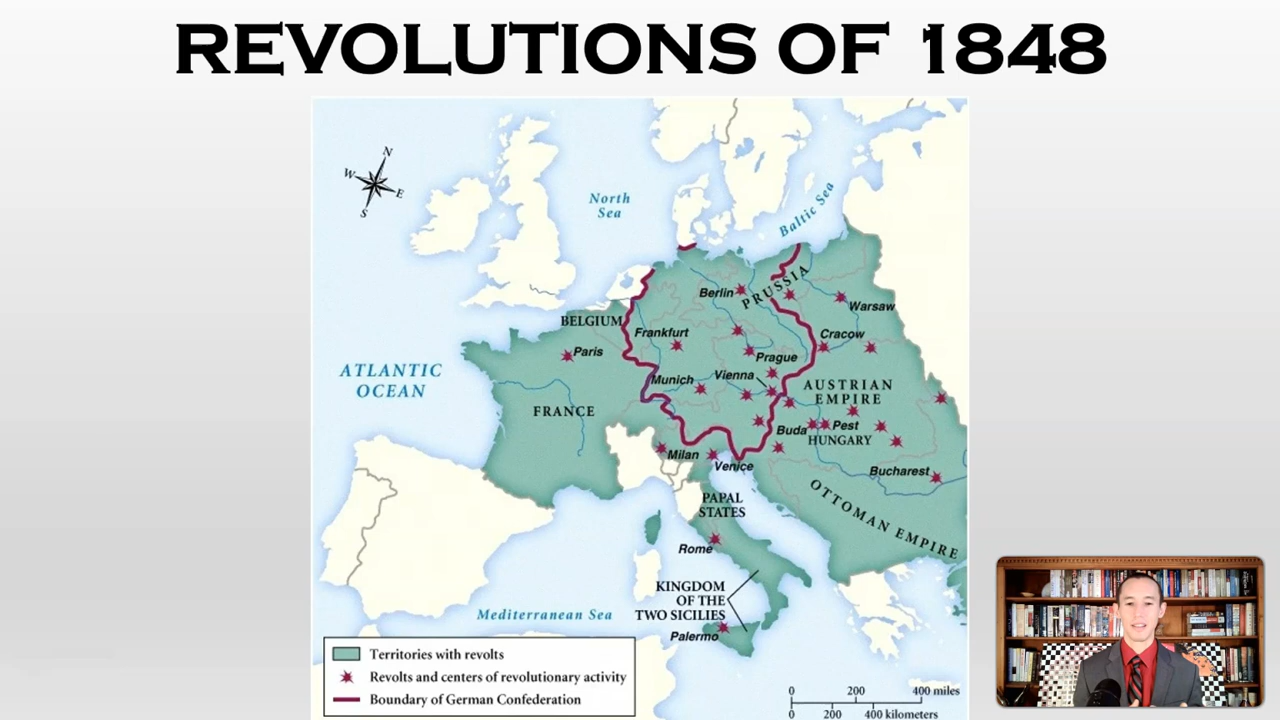 REVOLUTIONS OF 1848
N
W
E
S
North
Sea
Baltic Sea
Berlin
PRUSSIA
Warsaw
BELGIUM
Frankfurt
Cracow
Paris
Prague
ATLANTIC
OCEAN
Munich
Vienna
AUSTRIAN
EMPIRE
FRANCE
Buda
Pest
HUNGARY
Milan
Venice
Bucharest
PAPAL
STATES
OTTOMAN EMPIRE
Rome
KINGDOM
OF THE
TWO SICILIES
Mediterranean Sea
Palermo
Territories with revolts
Revolts and centers of revolutionary activity
Boundary of German Confederation
0 200 400 miles
0 200 400 kilometers